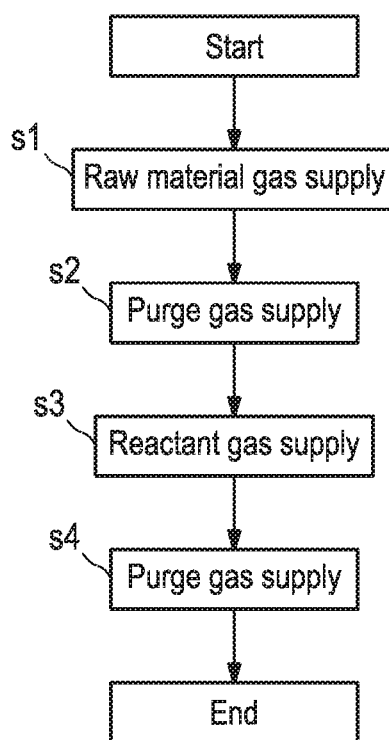 Start
s1
Raw material gas supply
s2
Purge gas supply
s3
Reactant gas supply
s4
Purge gas supply
End